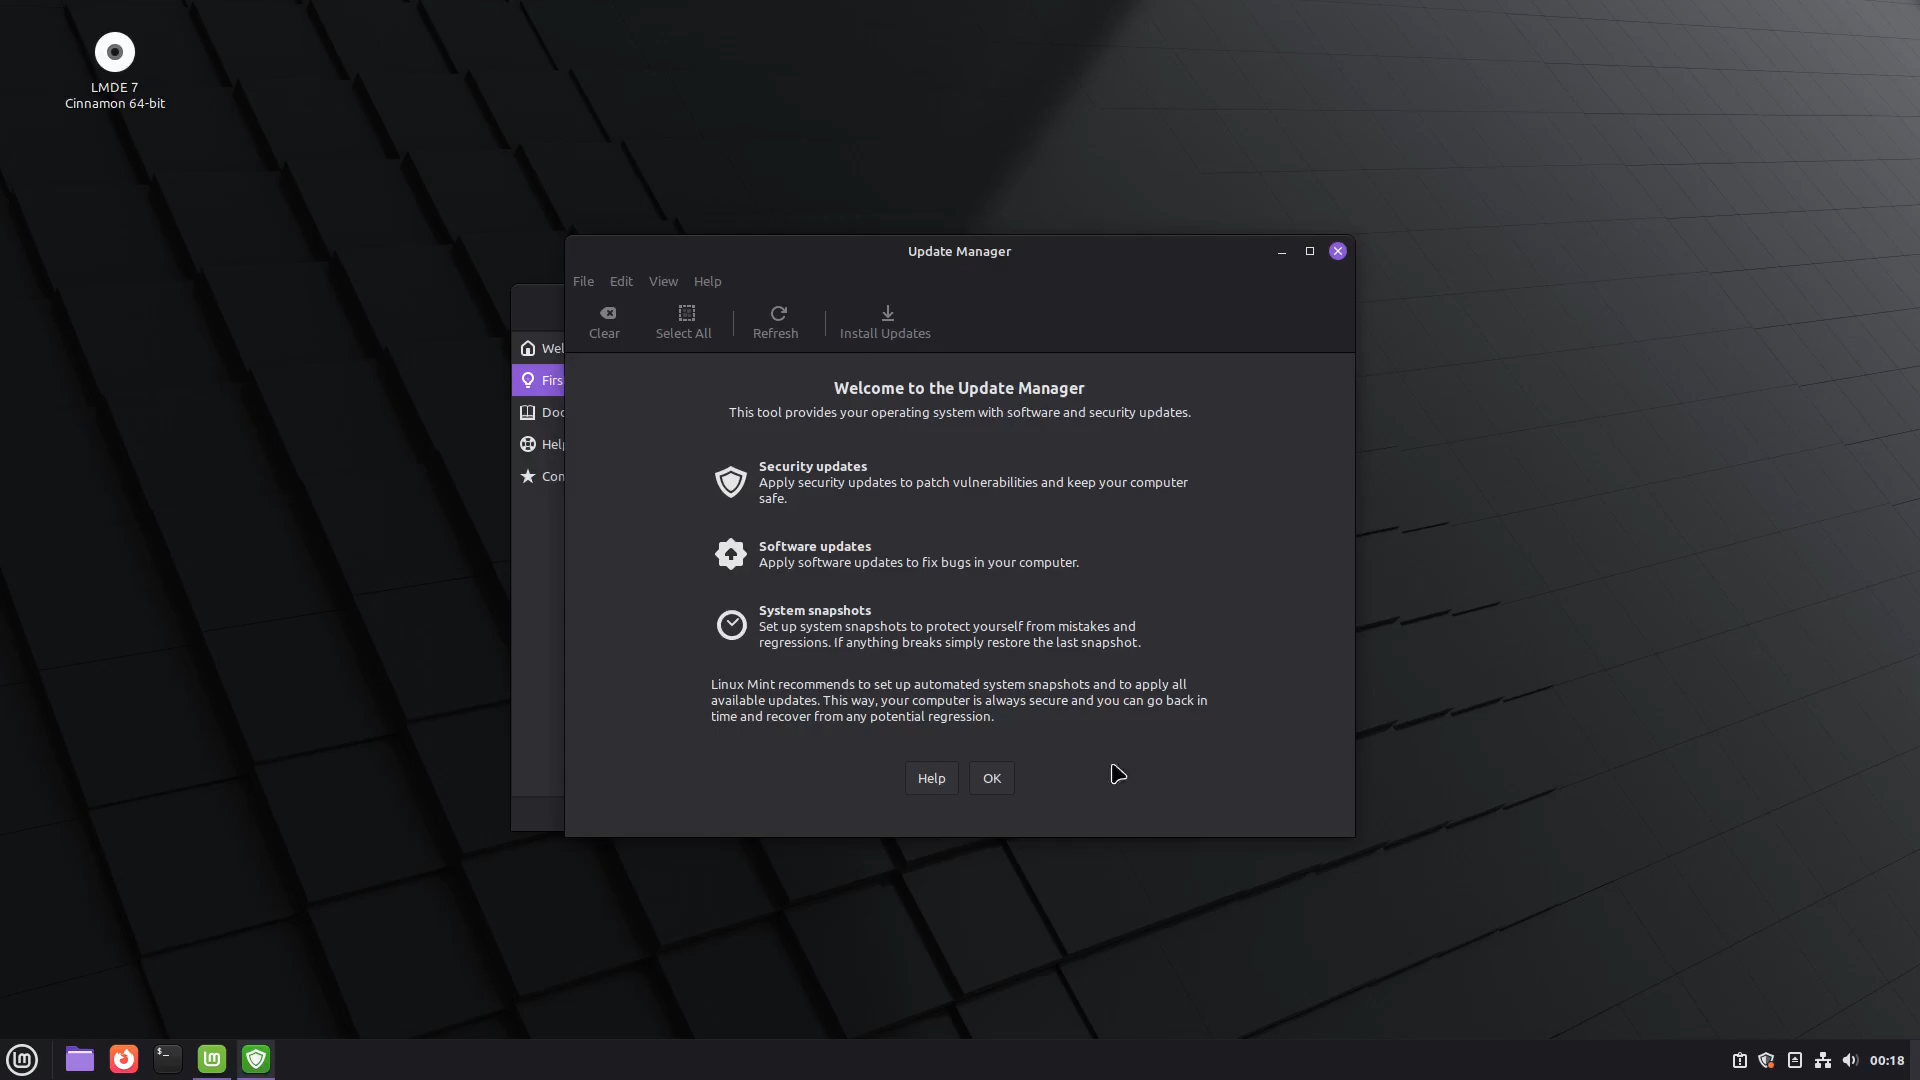 LMDE 7
Cinnamon 64-bit
Update Manager
File Edit View Help
Clear Select All Refresh Install Updates
Wel
Firs
Doc
Help
Con
Welcome to the Update Manager
This tool provides your operating system with software and security updates.
Security updates
Apply security updates to patch vulnerabilities and keep your computer
safe.
Software updates
Apply software updates to fix bugs in your computer.
System snapshots
Set up system snapshots to protect yourself from mistakes and
regressions. If anything breaks simply restore the last snapshot.
Linux Mint recommends to set up automated system snapshots and to apply all
available updates. This way, your computer is always secure and you can go back in
time and recover from any potential regression.
Help OK
00:18